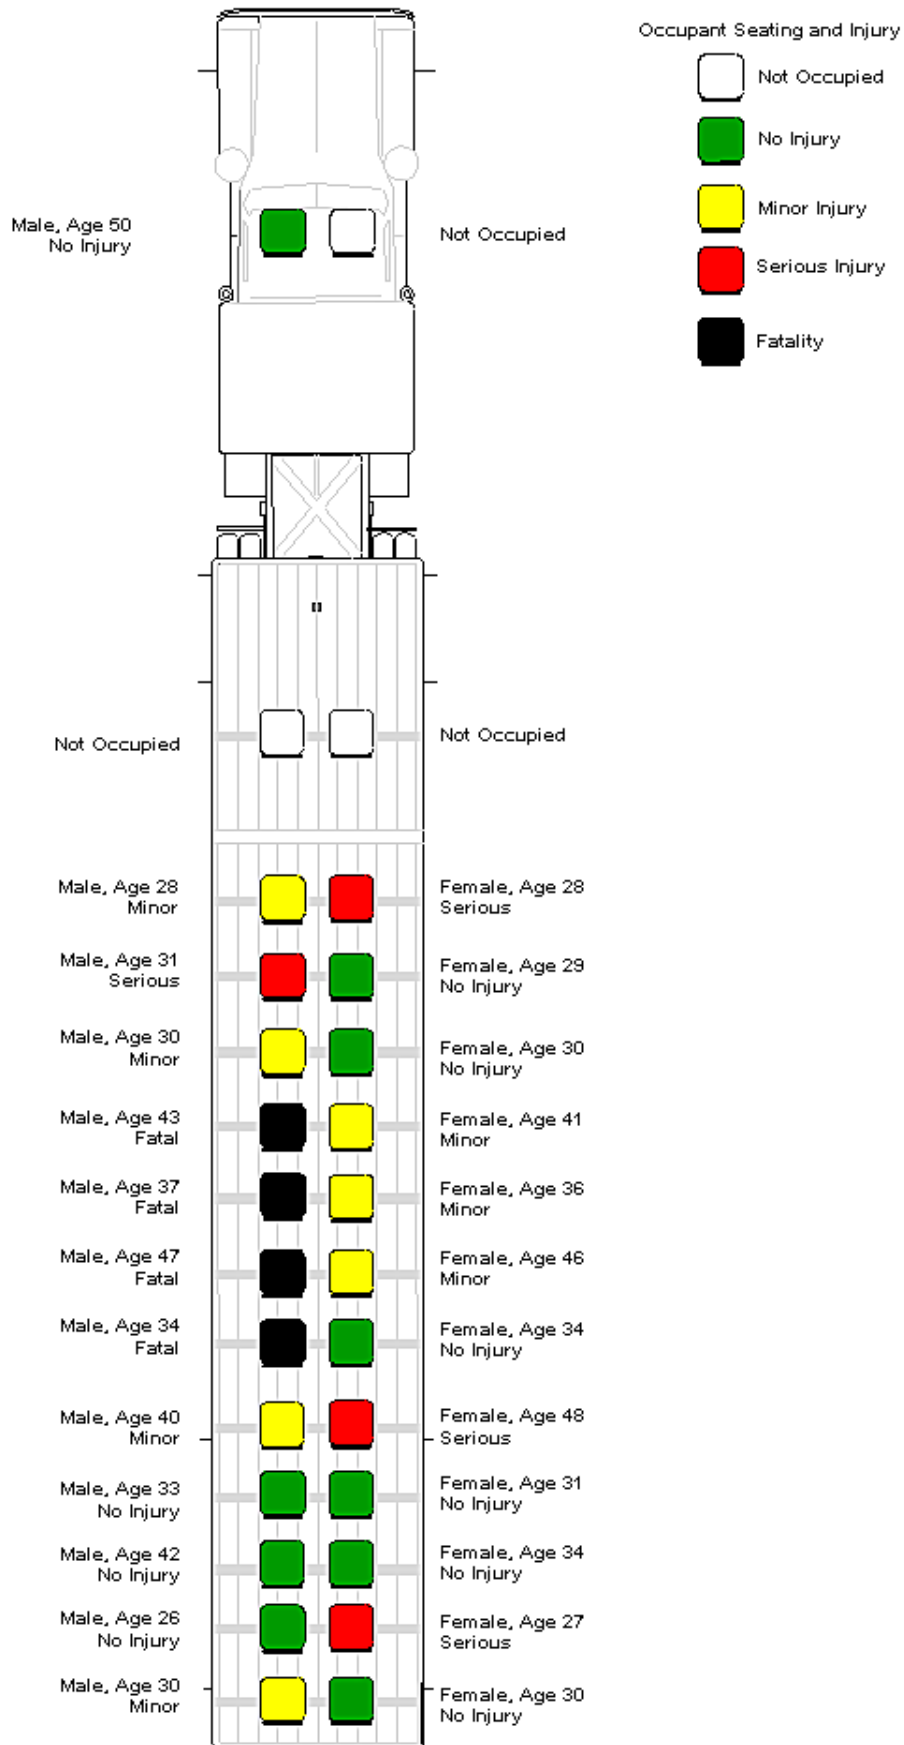 Occupant Seating and Injury
Not Occupied
No Injury
Minor Injury
Serious Injury
Fatality
Male, Age 50
No Injury
Not Occupied
Not Occupied
Not Occupied
Male, Age 28
Minor
Female, Age 28
Serious
Male, Age 31
Serious
Female, Age 29
No Injury
Male, Age 30
Minor
Female, Age 30
No Injury
Male, Age 43
Fatal
Female, Age 41
Minor
Male, Age 37
Fatal
Female, Age 36
Minor
Male, Age 47
Fatal
Female, Age 46
Minor
Male, Age 34
Fatal
Female, Age 34
No Injury
Male, Age 40
Minor
Female, Age 48
Serious
Male, Age 33
No Injury
Female, Age 31
No Injury
Male, Age 42
No Injury
Female, Age 34
No Injury
Male, Age 26
No Injury
Female, Age 27
Serious
Male, Age 30
Minor
Female, Age 30
No Injury